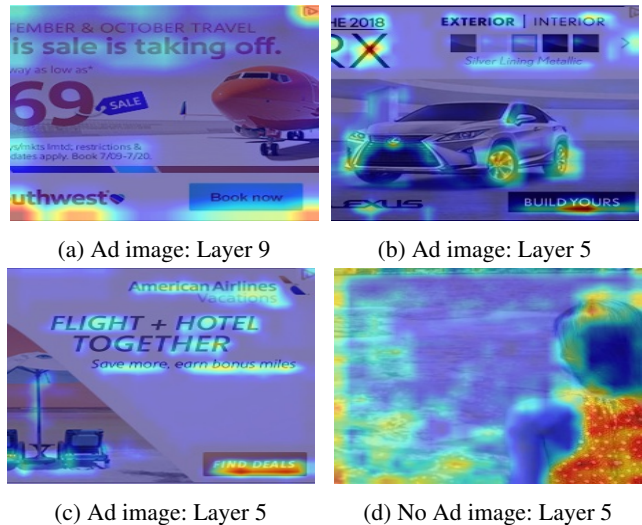 TEMBER & OCTOBER TRAVEL
is sale is taking off.
way as low as*
69
SALE
s/mkts lmtd; restrictions &
dates apply. Book 7/09-7/20.
outhwest
Book now
(a) Ad image: Layer 9
HE 2018
RX
EXTERIOR | INTERIOR
Silver Lining Metallic
LEXUS
BUILD YOURS
(b) Ad image: Layer 5
American Airlines
Vacations
FLIGHT + HOTEL
TOGETHER
Save more, earn bonus miles
FIND DEALS
(c) Ad image: Layer 5
(d) No Ad image: Layer 5